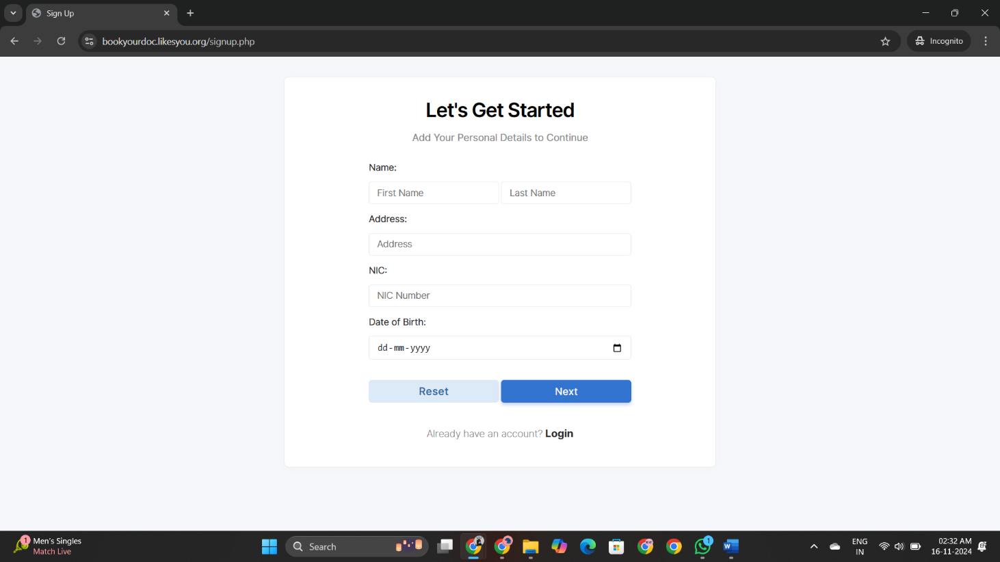 Sign Up
bookyourdoc.likesyou.org/signup.php
Incognito
Let's Get Started
Add Your Personal Details to Continue
Name:
First Name
Last Name
Address:
Address
NIC:
NIC Number
Date of Birth:
dd-mm-yyyy
Reset
Next
Already have an account? Login
1
Men's Singles
Match Live
Search
1
W
ENG
IN
02:32 AM
16-11-2024